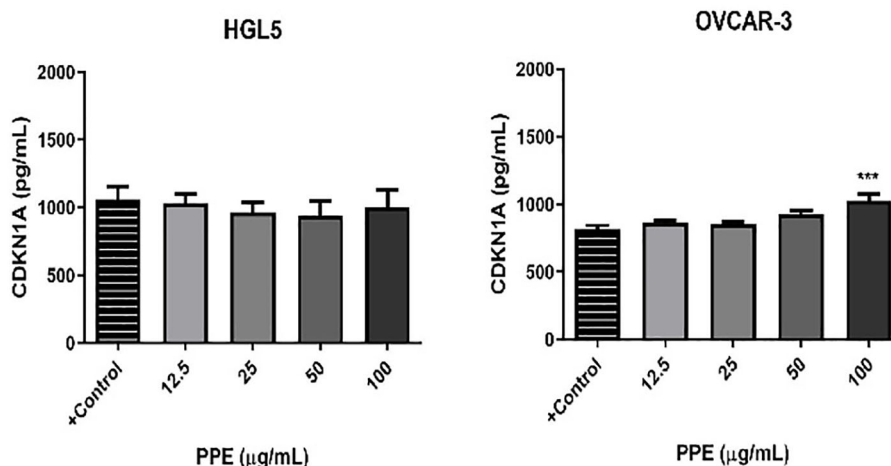 HGL5
2000
1500
1000
500
0
CDKN1A (pg/mL)
+Control
12.5
25
50
100
PPE (µg/mL)
OVCAR-3
2000
1500
1000
500
0
CDKN1A (pg/mL)
***
+Control
12.5
25
50
100
PPE (µg/mL)